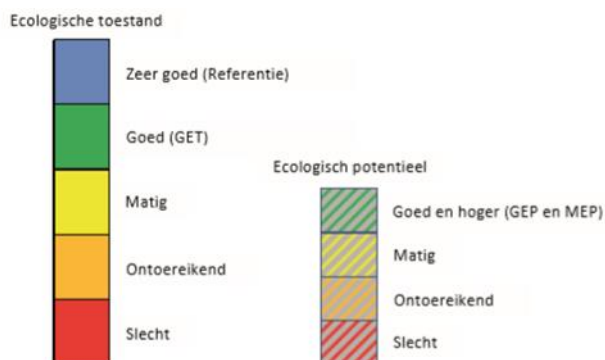 Ecologische toestand
Zeer goed (Referentie)
Goed (GET)
Matig
Ontoereikend
Slecht
Ecologisch potentieel
Goed en hoger (GEP en MEP)
Matig
Ontoereikend
Slecht